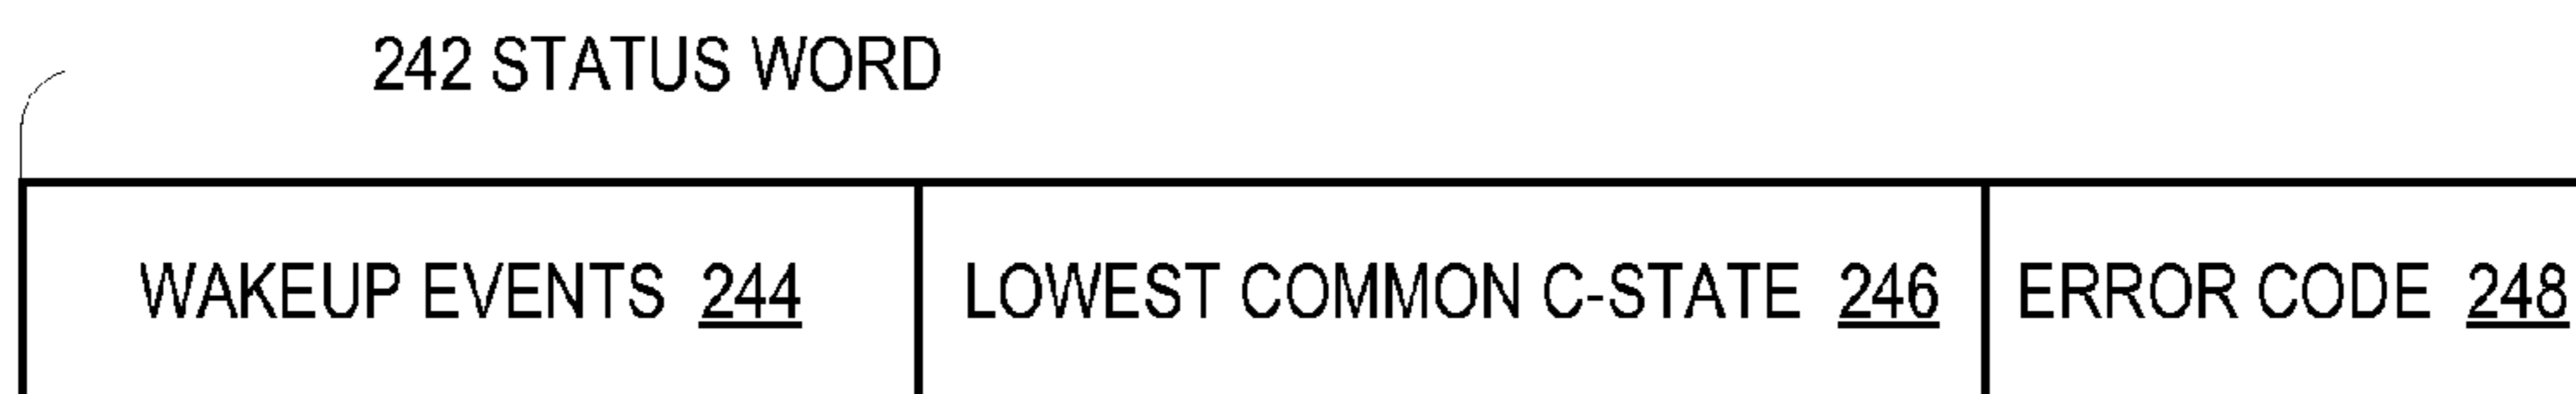 242 STATUS WORD
WAKEUP EVENTS 244 LOWEST COMMON C-STATE 246 ERROR CODE 248